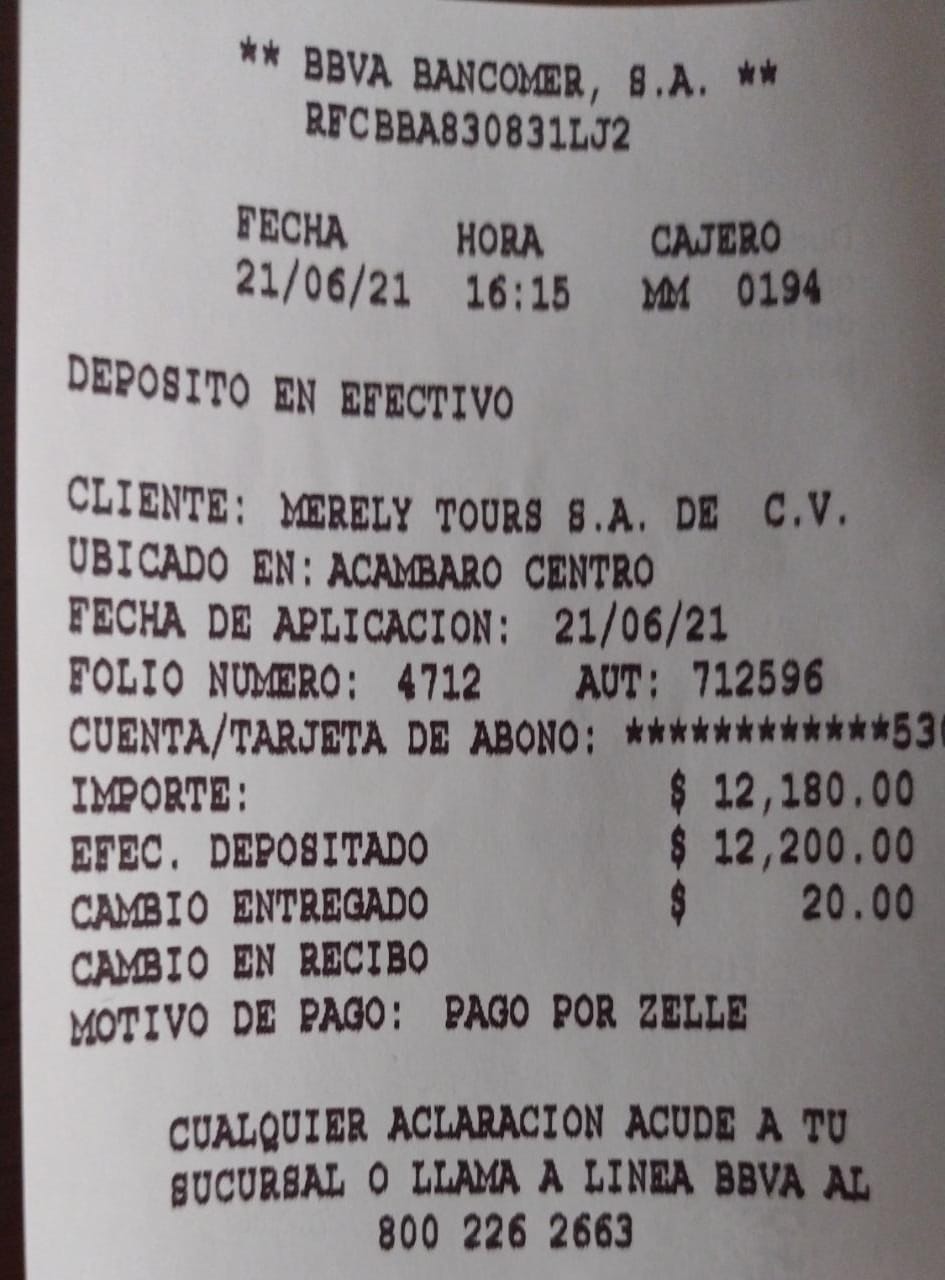 ** BBVA BANCOMER, S.A. **
RFCBBA830831LJ2
FECHA HORA CAJERO
21/06/21 16:15 MM 0194
DEPOSITO EN EFECTIVO
CLIENTE: MERELY TOURS S.A. DE C.V.
UBICADO EN: ACAMBARO CENTRO
FECHA DE APLICACION: 21/06/21
FOLIO NUMERO: 4712 AUT: 712596
CUENTA/TARJETA DE ABONO: ************53
IMPORTE: $ 12,180.00
EFEC. DEPOSITADO $ 12,200.00
CAMBIO ENTREGADO $ 20.00
CAMBIO EN RECIBO
MOTIVO DE PAGO: PAGO POR ZELLE
CUALQUIER ACLARACION ACUDE A TU
SUCURSAL O LLAMA A LINEA BBVA AL
800 226 2663